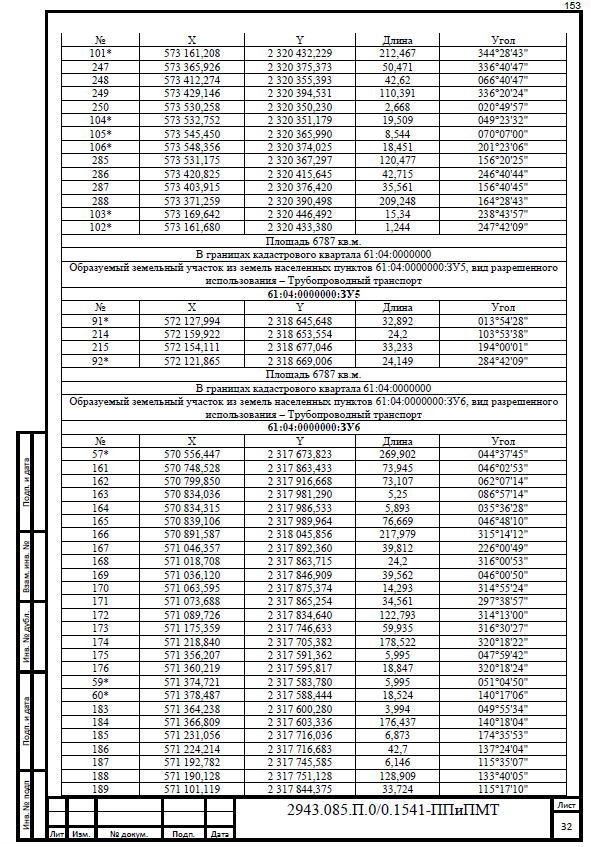 153
№ X Y Длина Угол
101* 573 161,208 2 320 432,229 212,467 344°28'43"
247 573 365,926 2 320 375,373 50,471 336°40'47"
248 573 412,274 2 320 355,393 42,62 066°40'47"
249 573 429,146 2 320 394,531 110,391 336°20'24"
250 573 530,258 2 320 350,230 2,668 020°49'57"
104* 573 532,752 2 320 351,179 19,509 049°23'32"
105* 573 545,450 2 320 365,990 8,544 070°07'00"
106* 573 548,356 2 320 374,025 18,451 201°23'06"
285 573 531,175 2 320 367,297 120,477 156°20'25"
286 573 420,825 2 320 415,645 42,715 246°40'44"
287 573 403,915 2 320 376,420 35,561 156°40'45"
288 573 371,259 2 320 390,498 209,248 164°28'43"
103* 573 169,642 2 320 446,492 15,34 238°43'57"
102* 573 161,680 2 320 433,380 1,244 247°42'09"
Площадь 6787 кв.м.
В границах кадастрового квартала 61:04:0000000
Образуемый земельный участок из земель населенных пунктов 61:04:0000000:ЗУ5, вид разрешенного
использования – Трубопроводный транспорт
61:04:0000000:ЗУ5
№ X Y Длина Угол
91* 572 127,994 2 318 645,648 32,892 013°54'28"
214 572 159,922 2 318 653,554 24,2 103°53'38"
215 572 154,111 2 318 677,046 33,233 194°00'01"
92* 572 121,865 2 318 669,006 24,149 284°42'09"
Площадь 6787 кв.м.
В границах кадастрового квартала 61:04:0000000
Образуемый земельный участок из земель населенных пунктов 61:04:0000000:ЗУ6, вид разрешенного
использования – Трубопроводный транспорт
61:04:0000000:ЗУ6
№ X Y Длина Угол
57* 570 556,447 2 317 673,823 269,902 044°37'45"
161 570 748,528 2 317 863,433 73,945 046°02'53"
162 570 799,850 2 317 916,668 73,107 062°07'14"
163 570 834,036 2 317 981,290 5,25 086°57'14"
164 570 834,315 2 317 986,533 5,893 035°36'28"
165 570 839,106 2 317 989,964 76,669 046°48'10"
166 570 891,587 2 318 045,856 217,979 315°14'12"
167 571 046,357 2 317 892,360 39,812 226°00'49"
168 571 018,708 2 317 863,715 24,2 316°00'53"
169 571 036,120 2 317 846,909 39,562 046°00'50"
170 571 063,595 2 317 875,374 14,293 314°55'24"
171 571 073,688 2 317 865,254 34,561 297°38'57"
172 571 089,726 2 317 834,640 122,793 314°13'00"
173 571 175,359 2 317 746,633 59,935 316°30'27"
174 571 218,840 2 317 705,382 178,522 320°18'22"
175 571 356,207 2 317 591,362 5,995 047°59'42"
176 571 360,219 2 317 595,817 18,847 320°18'24"
59* 571 374,721 2 317 583,780 5,995 051°04'50"
60* 571 378,487 2 317 588,444 18,524 140°17'06"
183 571 364,238 2 317 600,280 3,994 049°55'34"
184 571 366,809 2 317 603,336 176,437 140°18'04"
185 571 231,056 2 317 716,036 6,873 174°35'53"
186 571 224,214 2 317 716,683 42,7 137°24'04"
187 571 192,782 2 317 745,585 6,146 115°35'07"
188 571 190,128 2 317 751,128 128,909 133°40'05"
189 571 101,119 2 317 844,375 33,724 115°17'10"
Подп. и дата
Взам. инв. №
Инв. № дубл.
Подп. и дата
Инв. № подл
Лит Изм. № докум. Подп. Дата
2943.085.П.0/0.1541-ППиПМТ
Лист
32